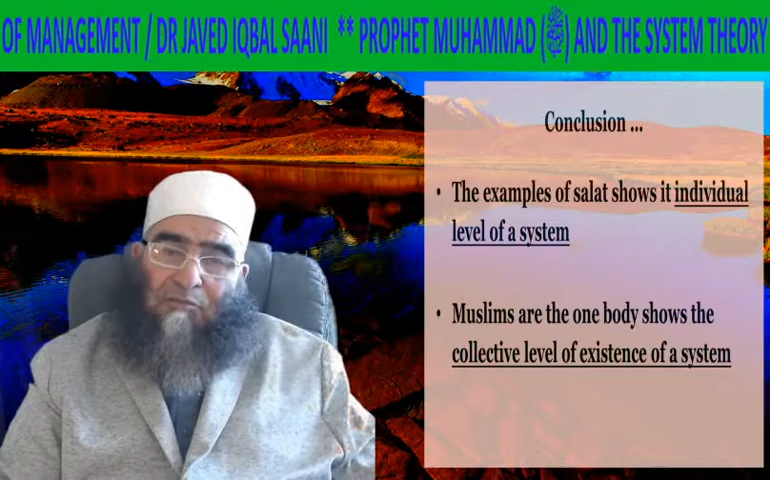 OF MANAGEMENT / DR JAVED IQBAL SAANI ** PROPHET MUHAMMAD (ﷺ) AND THE SYSTEM THEORY
Conclusion ...
• The examples of salat shows it individual
level of a system
• Muslims are the one body shows the
collective level of existence of a system